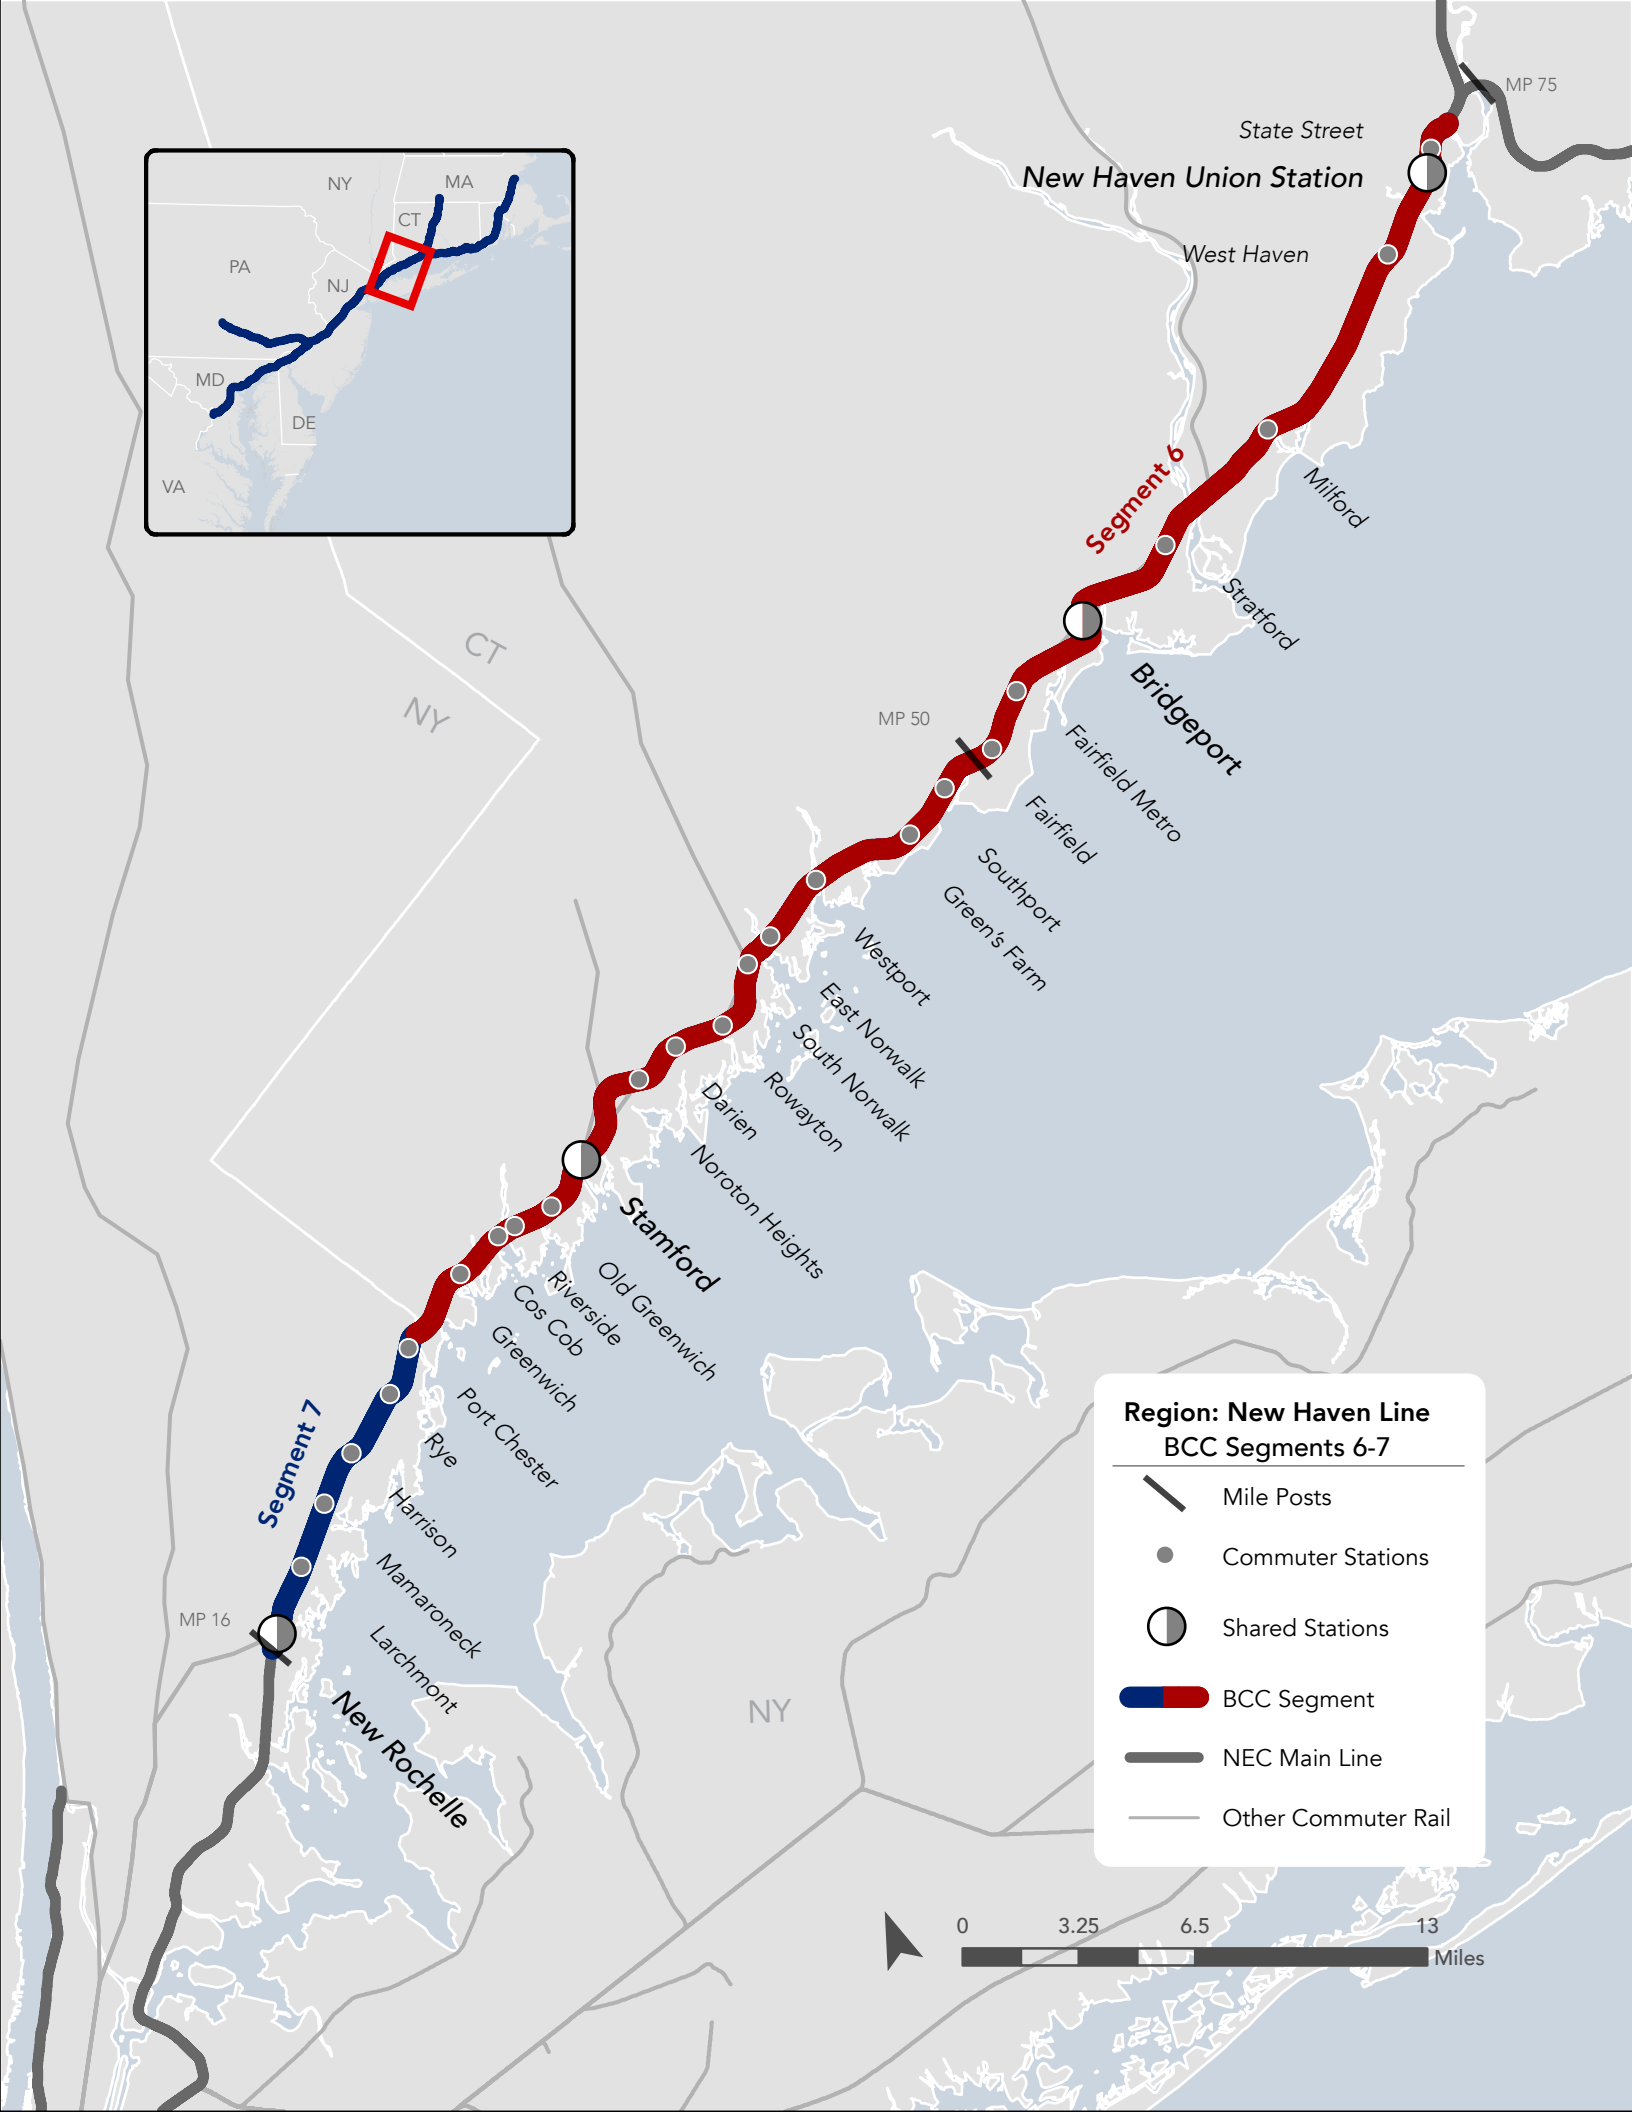 MP 75
State Street
New Haven Union Station
West Haven
NY
MA
CT
PA
NJ
MD
DE
VA
Segment 6
Milford
Stratford
CT
NY
Bridgeport
MP 50
Fairfield Metro
Fairfield
Southport
Green's Farm
Westport
East Norwalk
South Norwalk
Rowayton
Darien
Noroton Heights
Stamford
Old Greenwich
Riverside
Cos Cob
Greenwich
Port Chester
Rye
Segment 7
Harrison
Mamaroneck
Larchmont
MP 16
New Rochelle
NY
Region: New Haven Line
BCC Segments 6-7
Mile Posts
Commuter Stations
Shared Stations
BCC Segment
NEC Main Line
Other Commuter Rail
0 3.25 6.5 13
Miles